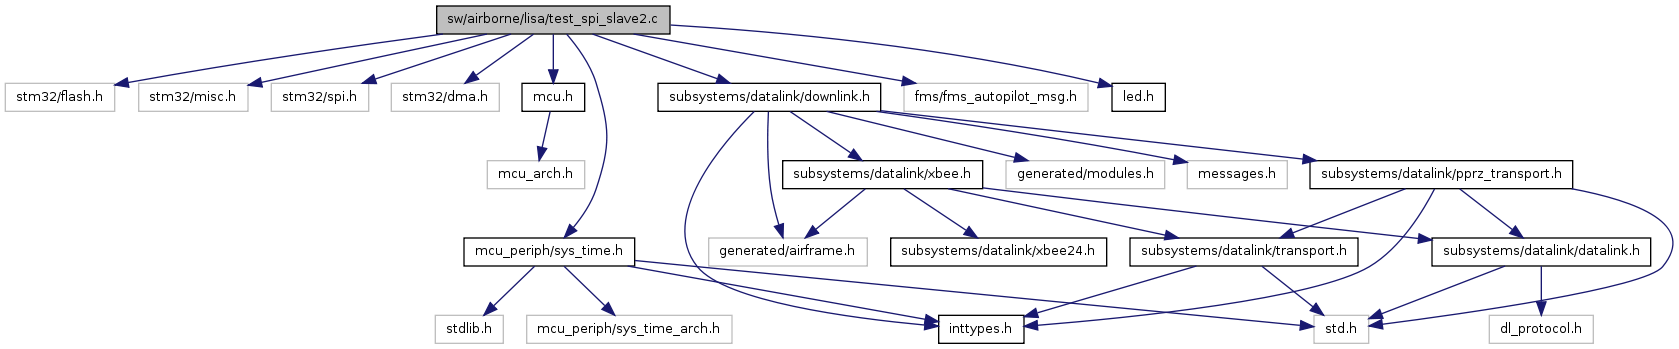 sw/airborne/lisa/test_spi_slave2.c
stm32/flash.h
stm32/misc.h
stm32/spi.h
stm32/dma.h
mcu.h
subsystems/datalink/downlink.h
fms/fms_autopilot_msg.h
led.h
mcu_arch.h
subsystems/datalink/xbee.h
generated/modules.h
messages.h
subsystems/datalink/pprz_transport.h
mcu_periph/sys_time.h
generated/airframe.h
subsystems/datalink/xbee24.h
subsystems/datalink/transport.h
subsystems/datalink/datalink.h
stdlib.h
mcu_periph/sys_time_arch.h
inttypes.h
std.h
dl_protocol.h